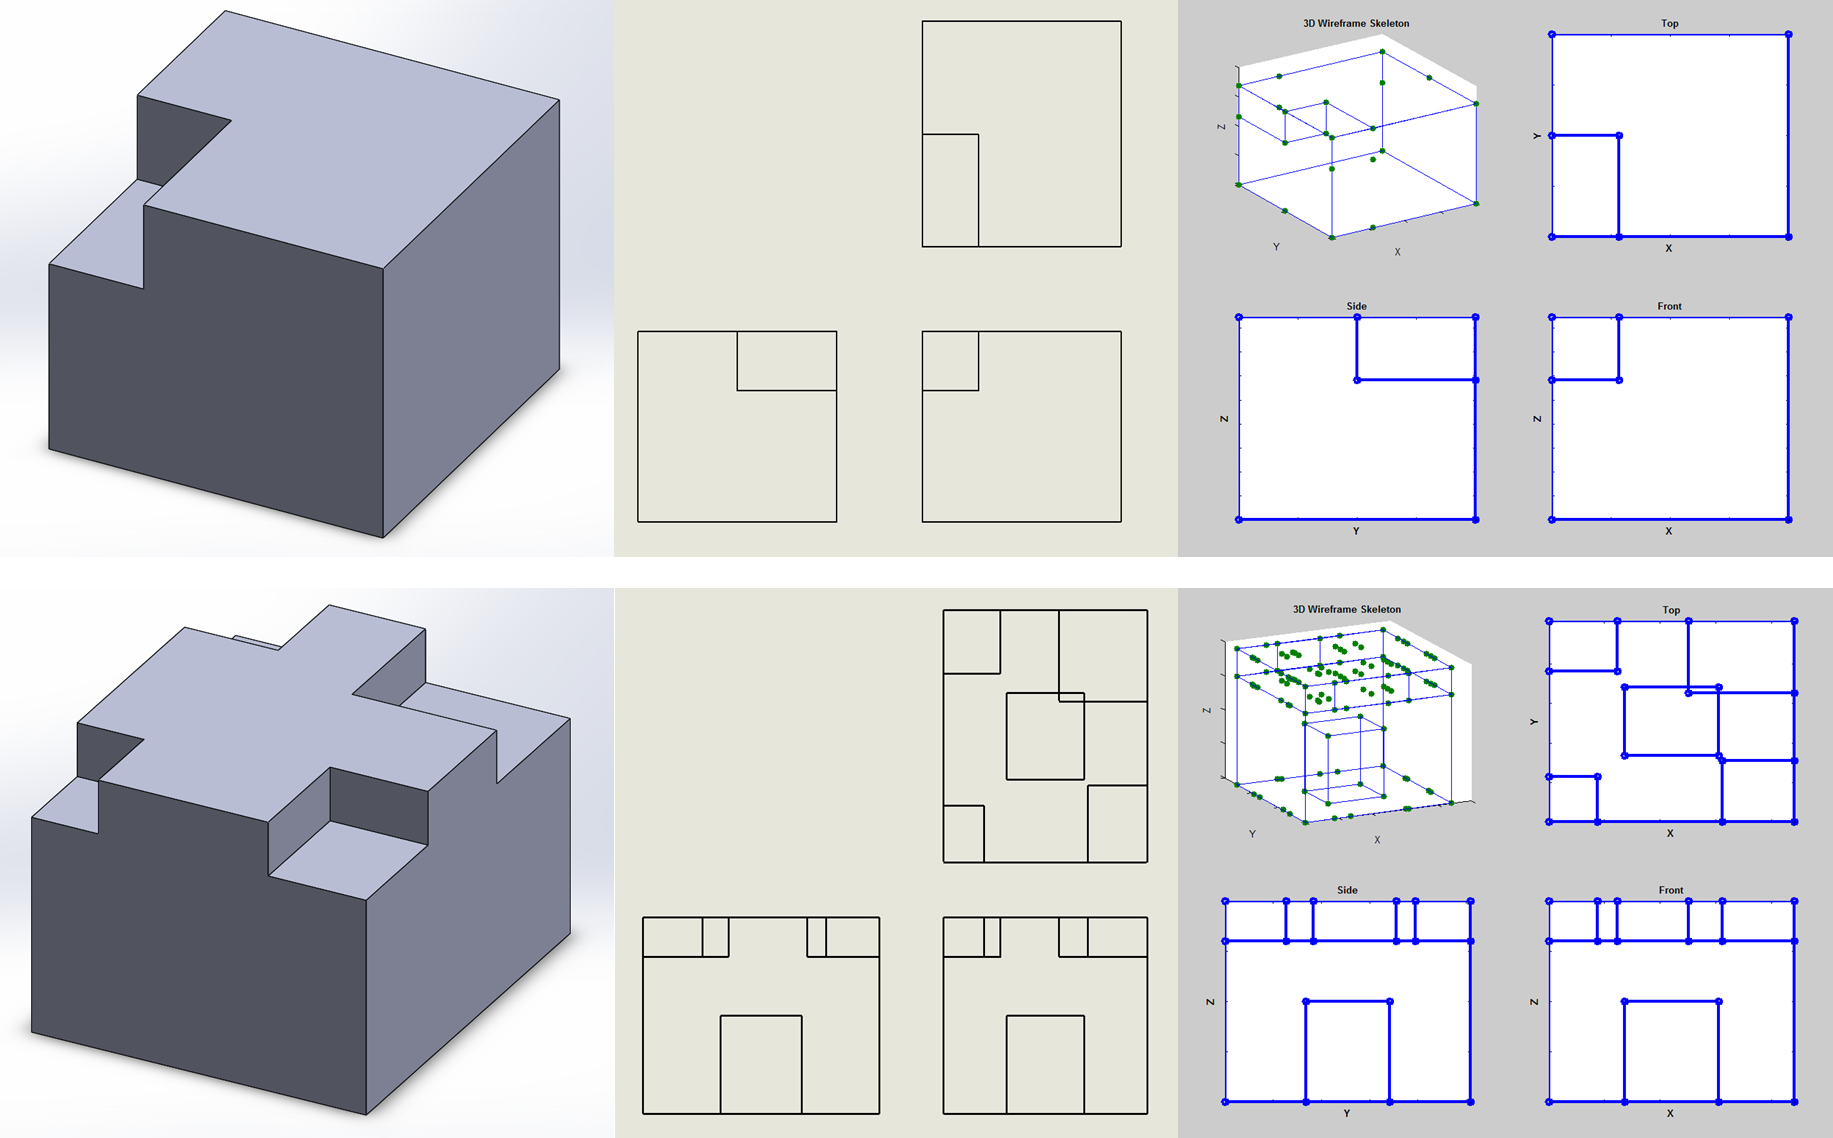 3D Wireframe Skeleton
Top
Z
Y
X
Y
X
Side
Front
Z
Y
Z
X
3D Wireframe Skeleton
Top
Z
Y
X
Y
X
Side
Front
Z
Y
Z
X